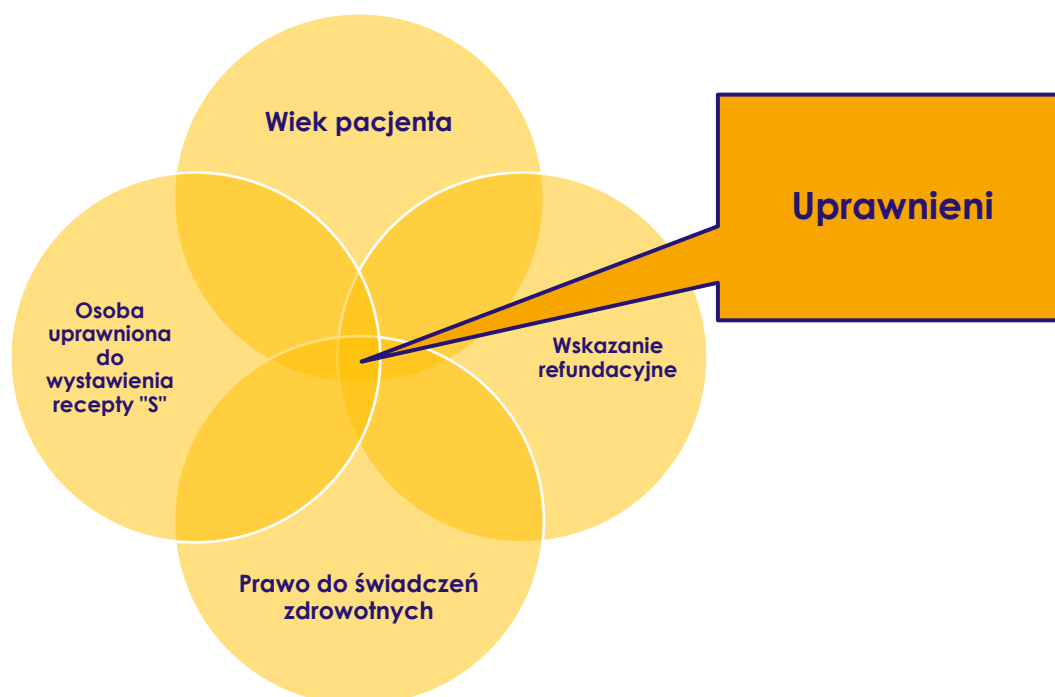 Wiek pacjenta
Uprawnieni
Osoba
uprawniona
do
wystawienia
recepty "S"
Wskazanie
refundacyjne
Prawo do świadczeń
zdrowotnych